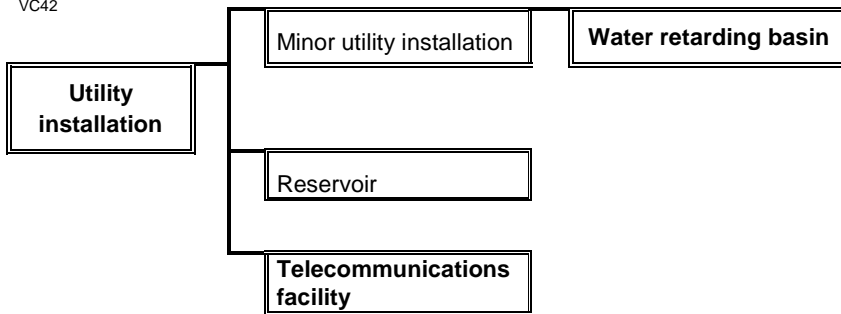 VC42
Minor utility installation
Water retarding basin
Utility
installation
Reservoir
Telecommunications
facility